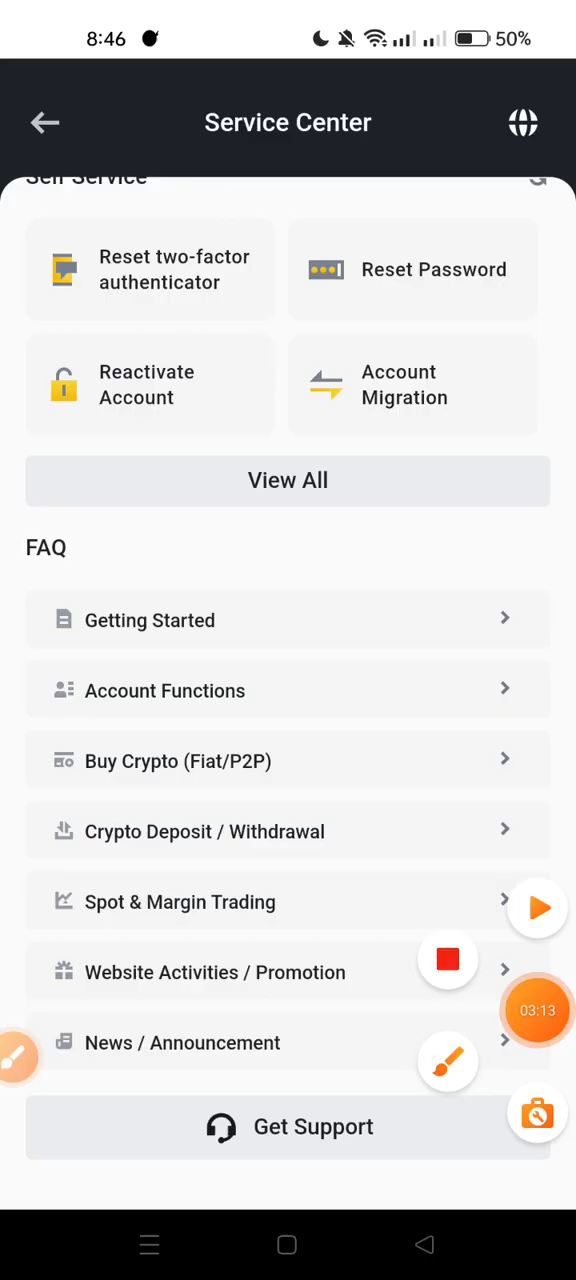 8:46
50%
Service Center
Self Service
Reset two-factor
authenticator
Reset Password
Reactivate
Account
Account
Migration
View All
FAQ
Getting Started
Account Functions
Buy Crypto (Fiat/P2P)
Crypto Deposit / Withdrawal
Spot & Margin Trading
Website Activities / Promotion
03:13
News / Announcement
Get Support